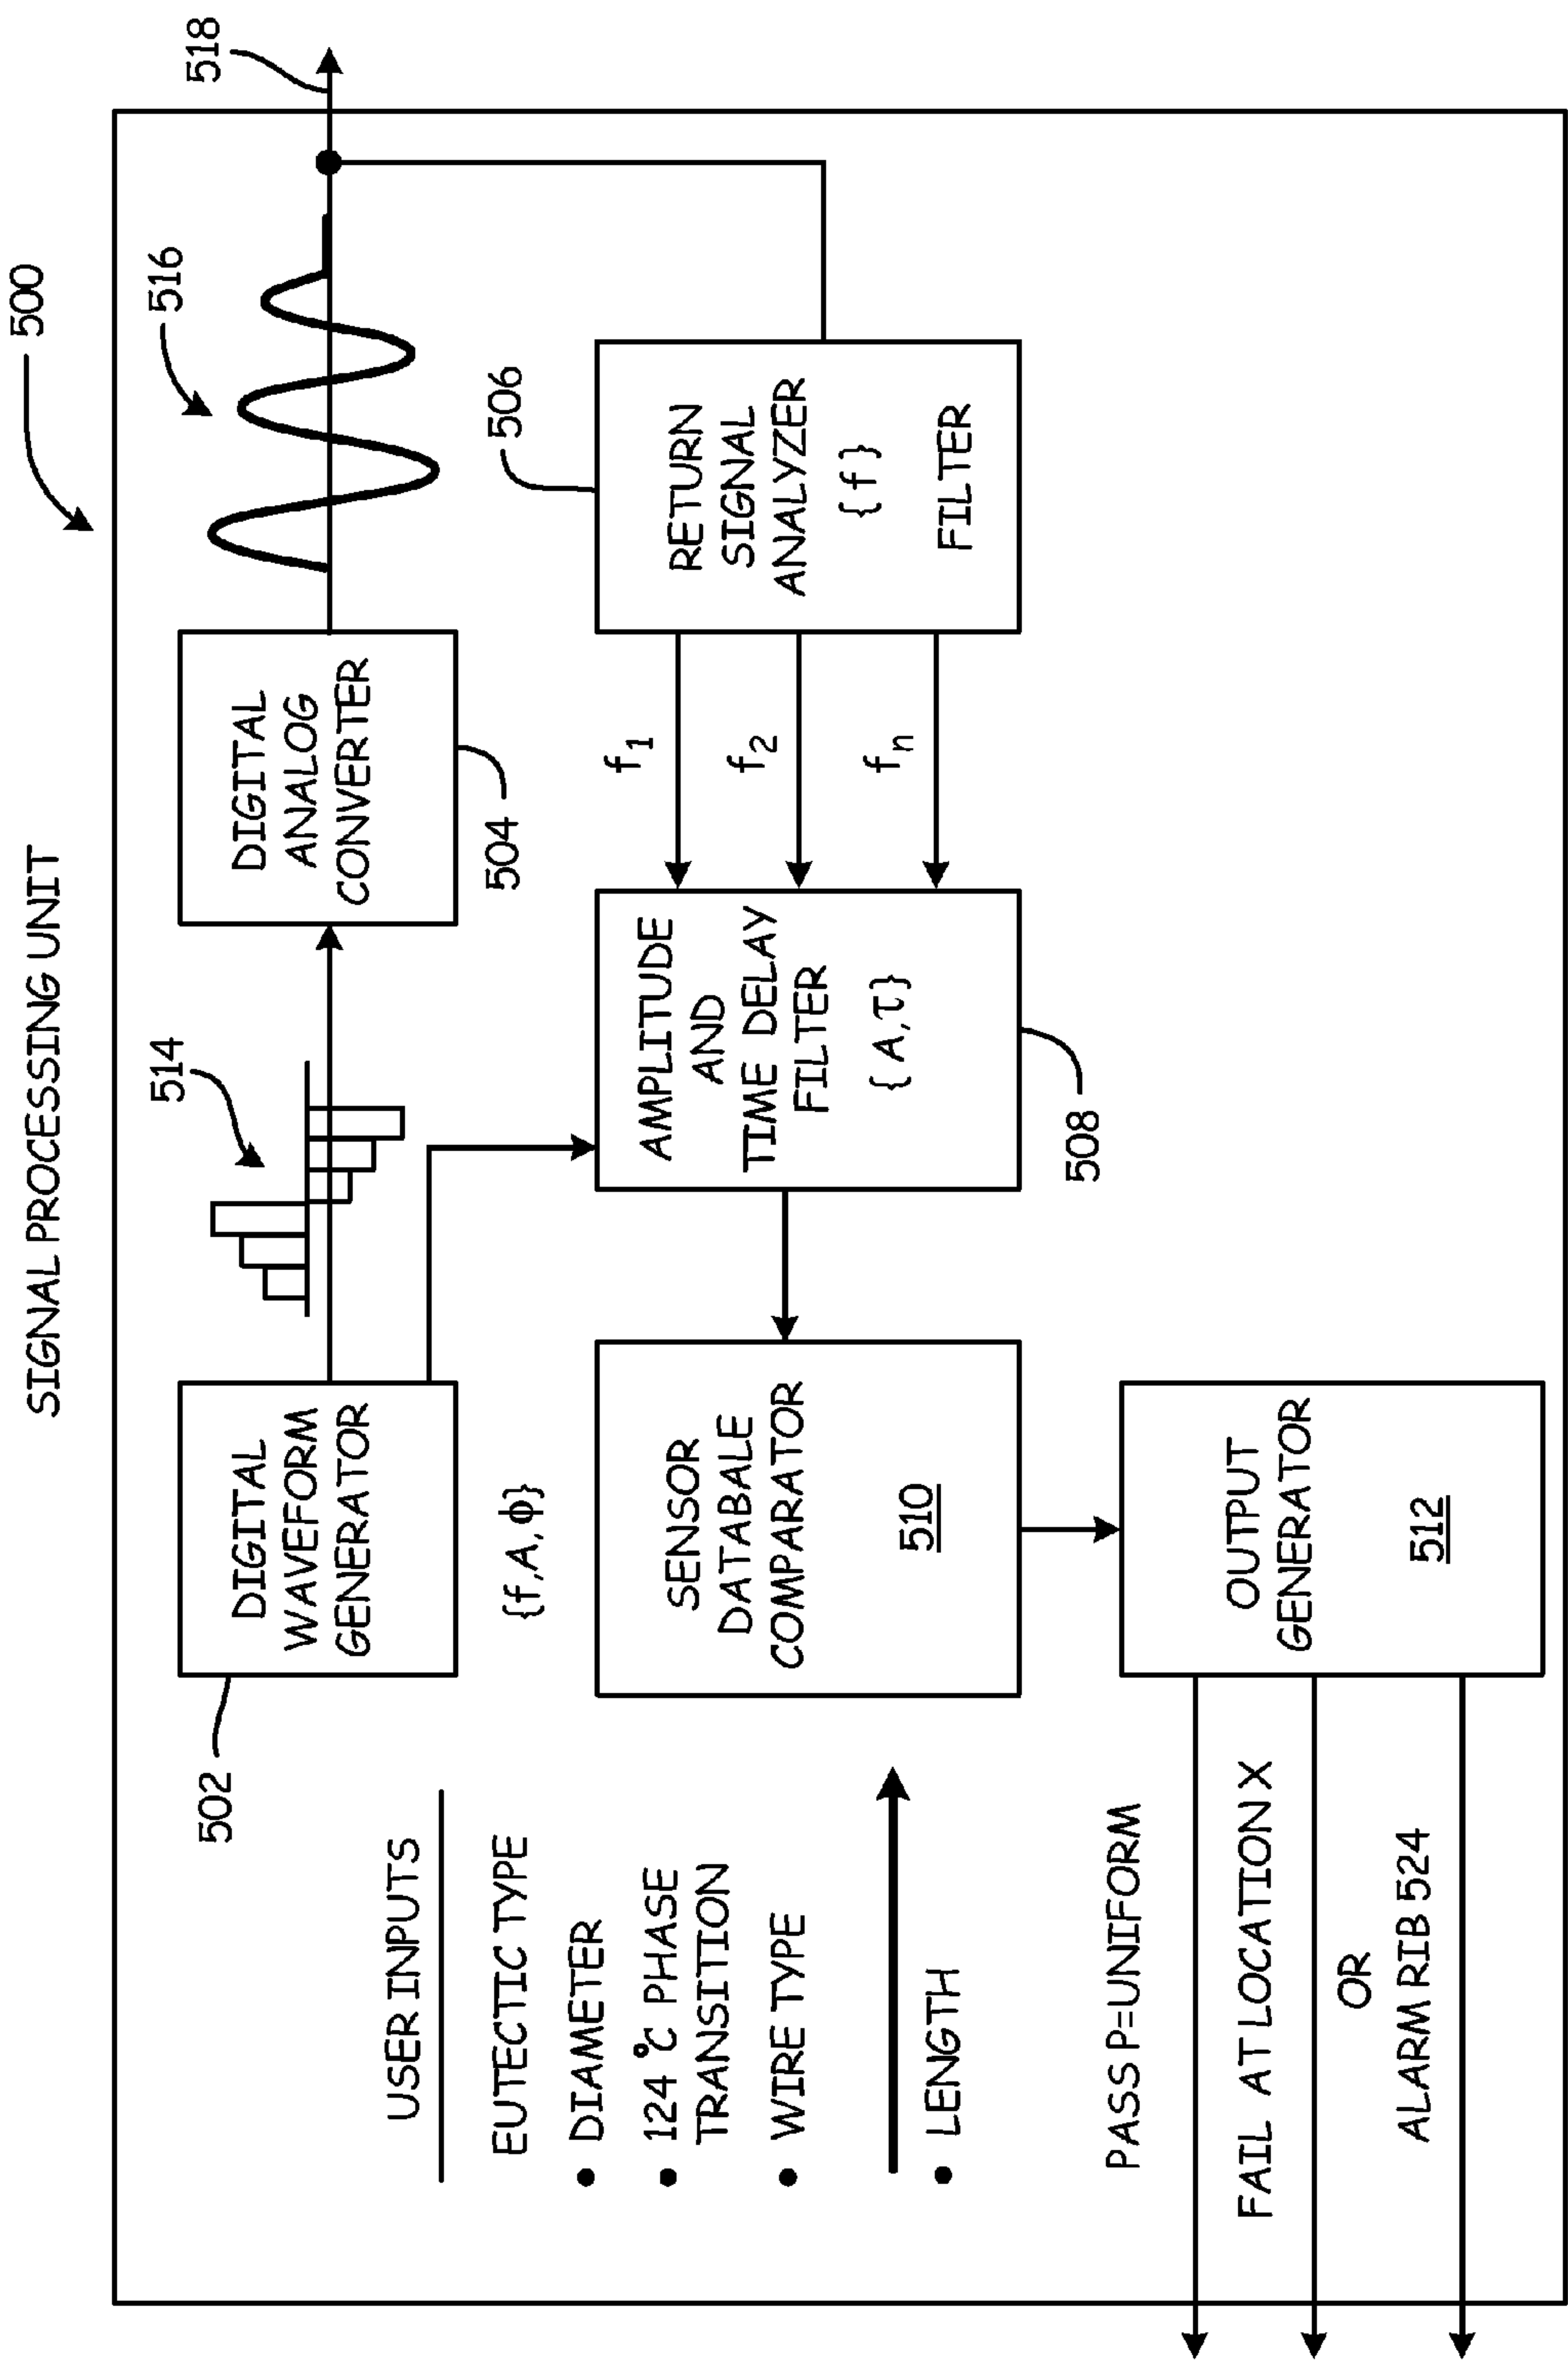 SIGNAL PROCESSING UNIT
500
502
DIGITAL
WAVEFORM
GENERATOR
514
DIGITAL
ANALOG
CONVERTER
504
516
518
USER INPUTS
EUTECTIC TYPE
• DIAMETER
• 124°C PHASE
TRANSITION
• WIRE TYPE
• LENGTH
{f,A,ϕ}
SENSOR
DATABALE
COMPARATOR
510
AMPLITUDE
AND
TIME DELAY
FILTER
{A,τ}
508
f1
f2
fn
506
RETURN
SIGNAL
ANALYZER
{f}
FILTER
OUTPUT
GENERATOR
512
PASS P=UNIFORM
FAIL AT LOCATION X
OR
ALARM RIB 524